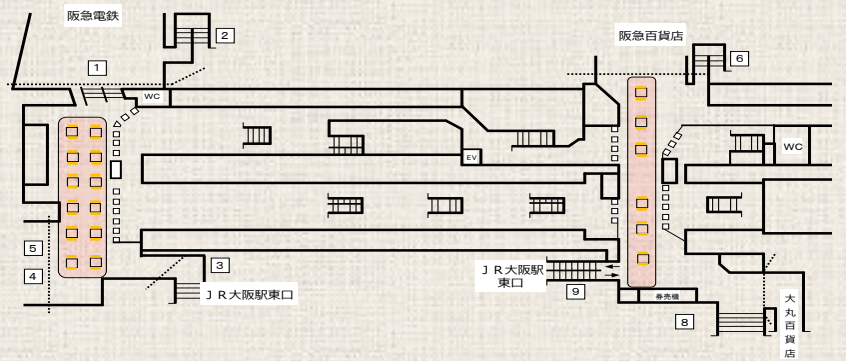 阪急電鉄
2
1
WC
阪急百貨店
6
EV
WC
5
4
3
JR大阪駅東口
JR大阪駅
東口
9
券売機
8
大丸百貨店